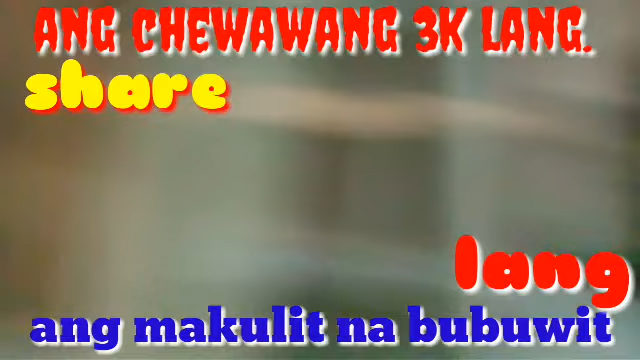 ANG CHEWAWANG 3K LANG.
share
lang
ang makulit na bubuwit